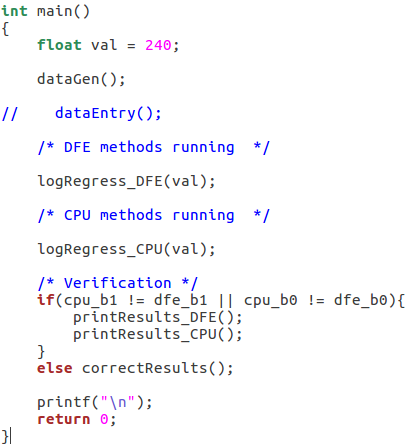 int main()
{
    float val = 240;

    dataGen();

//    dataEntry();

    /* DFE methods running  */

    logRegress_DFE(val);

    /* CPU methods running  */

    logRegress_CPU(val);

    /* Verification */
    if(cpu_b1 != dfe_b1 || cpu_b0 != dfe_b0){
        printResults_DFE();
        printResults_CPU();
    }
    else correctResults();

    printf("\n");
    return 0;
}